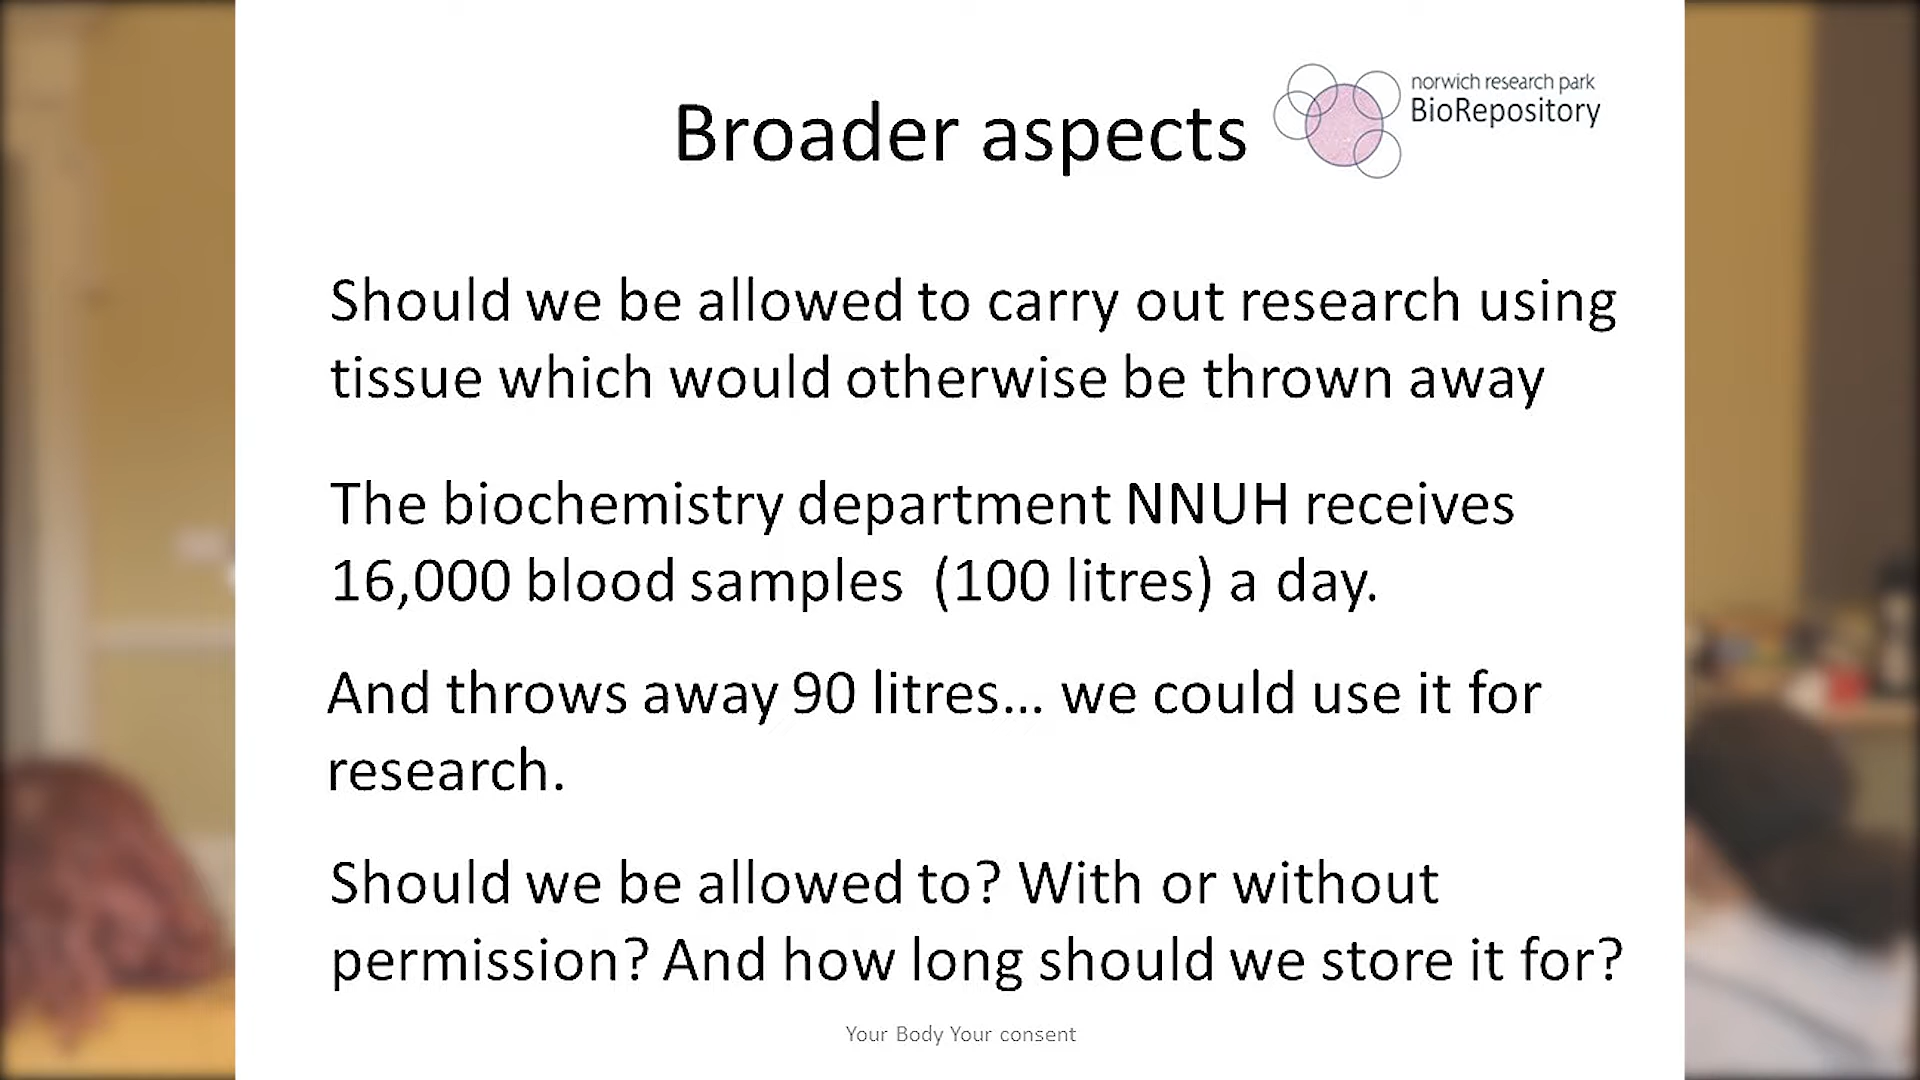 Broader aspects
norwich research park
BioRepository
Should we be allowed to carry out research using
tissue which would otherwise be thrown away
The biochemistry department NNUH receives
16,000 blood samples  (100 litres) a day.
And throws away 90 litres... we could use it for
research.
Should we be allowed to? With or without
permission? And how long should we store it for?
Your Body Your consent